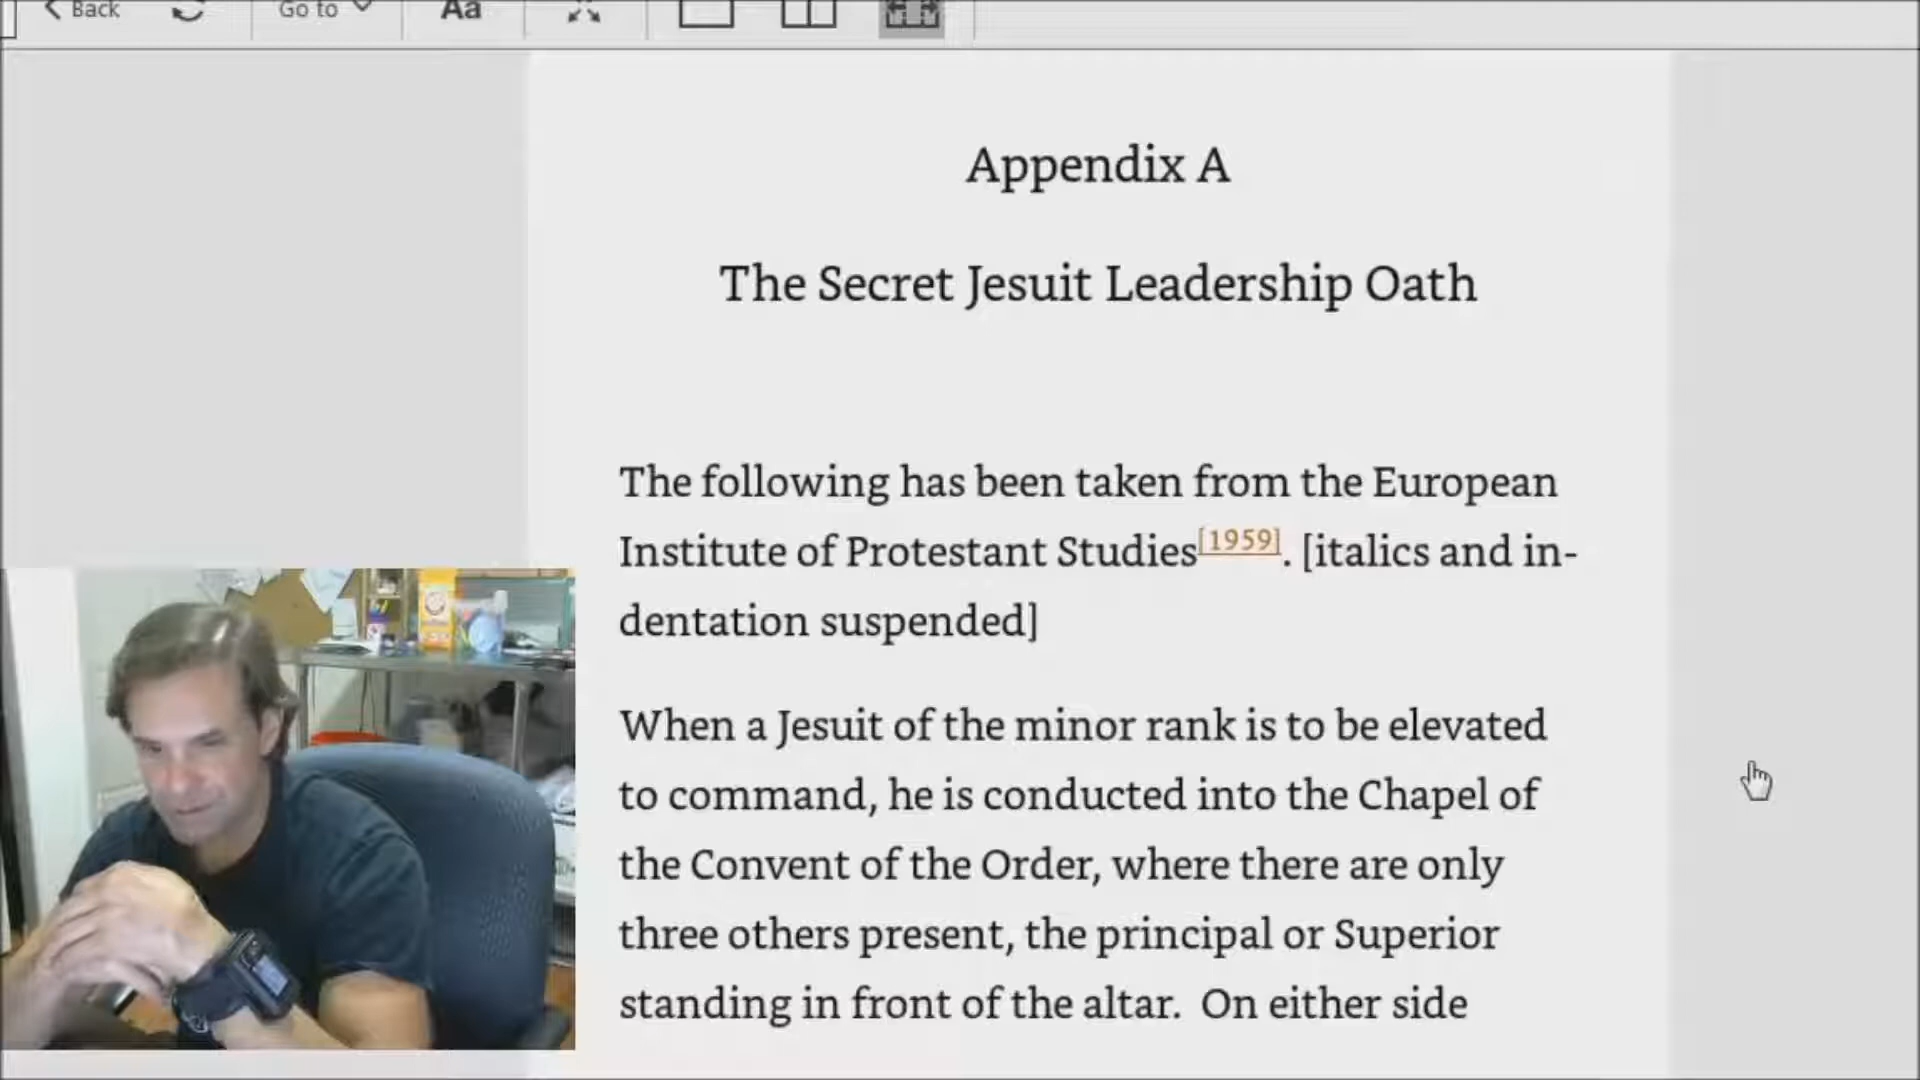 Back
Go to
Aa
Appendix A
The Secret Jesuit Leadership Oath
The following has been taken from the European
Institute of Protestant Studies[1959]. [italics and in-
dentation suspended]
When a Jesuit of the minor rank is to be elevated
to command, he is conducted into the Chapel of
the Convent of the Order, where there are only
three others present, the principal or Superior
standing in front of the altar.  On either side